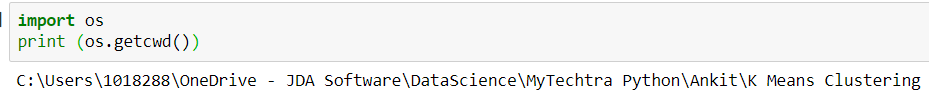 import os
print (os.getcwd())
C:\Users\1018288\OneDrive - JDA Software\DataScience\MyTechtra Python\Ankit\K Means Clustering